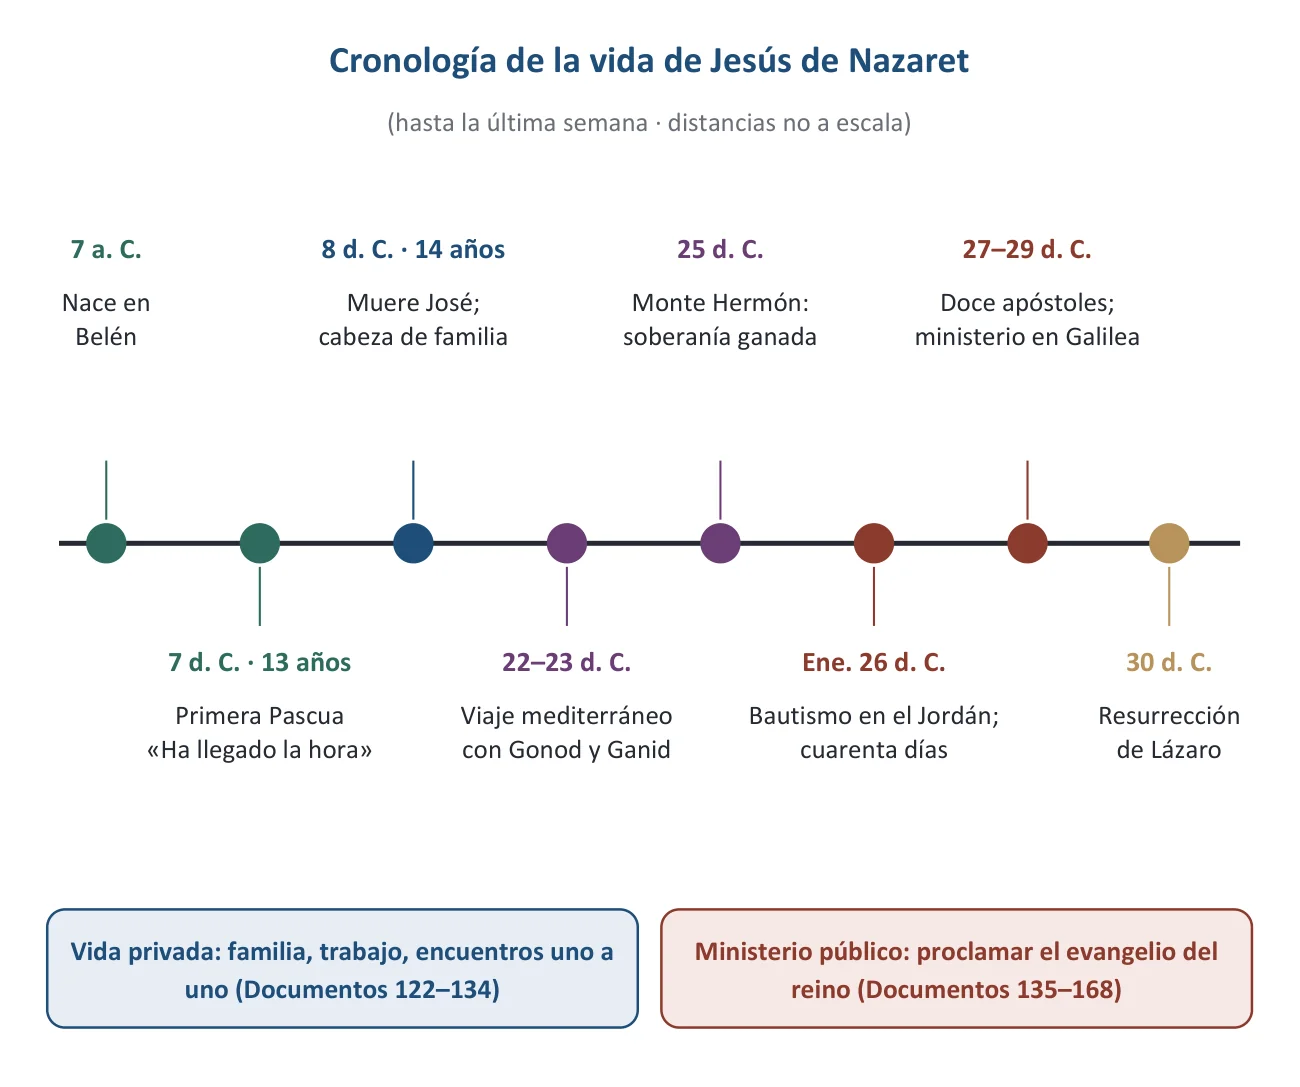 Cronología de la vida de Jesús de Nazaret
(hasta la última semana · distancias no a escala)
7 a. C.
Nace en
Belén
8 d. C. · 14 años
Muere José;
cabeza de familia
25 d. C.
Monte Hermón:
soberanía ganada
27–29 d. C.
Doce apóstoles;
ministerio en Galilea
7 d. C. · 13 años
Primera Pascua
«Ha llegado la hora»
22–23 d. C.
Viaje mediterráneo
con Gonod y Ganid
Ene. 26 d. C.
Bautismo en el Jordán;
cuarenta días
30 d. C.
Resurrección
de Lázaro
Vida privada: familia, trabajo, encuentros uno a
uno (Documentos 122–134)
Ministerio público: proclamar el evangelio del
reino (Documentos 135–168)